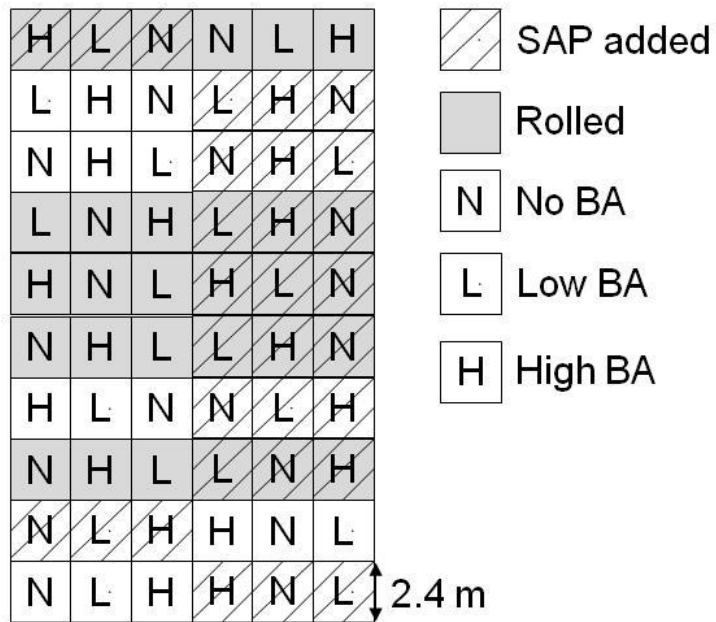 H L N N L H
L H N L H N
N H L N H L
L N H L H N
H N L H L N
N H L L H N
H L N N L H
N H L L N H
N L H H N L
N L H H N L
2.4 m
SAP added
Rolled
N No BA
L Low BA
H High BA